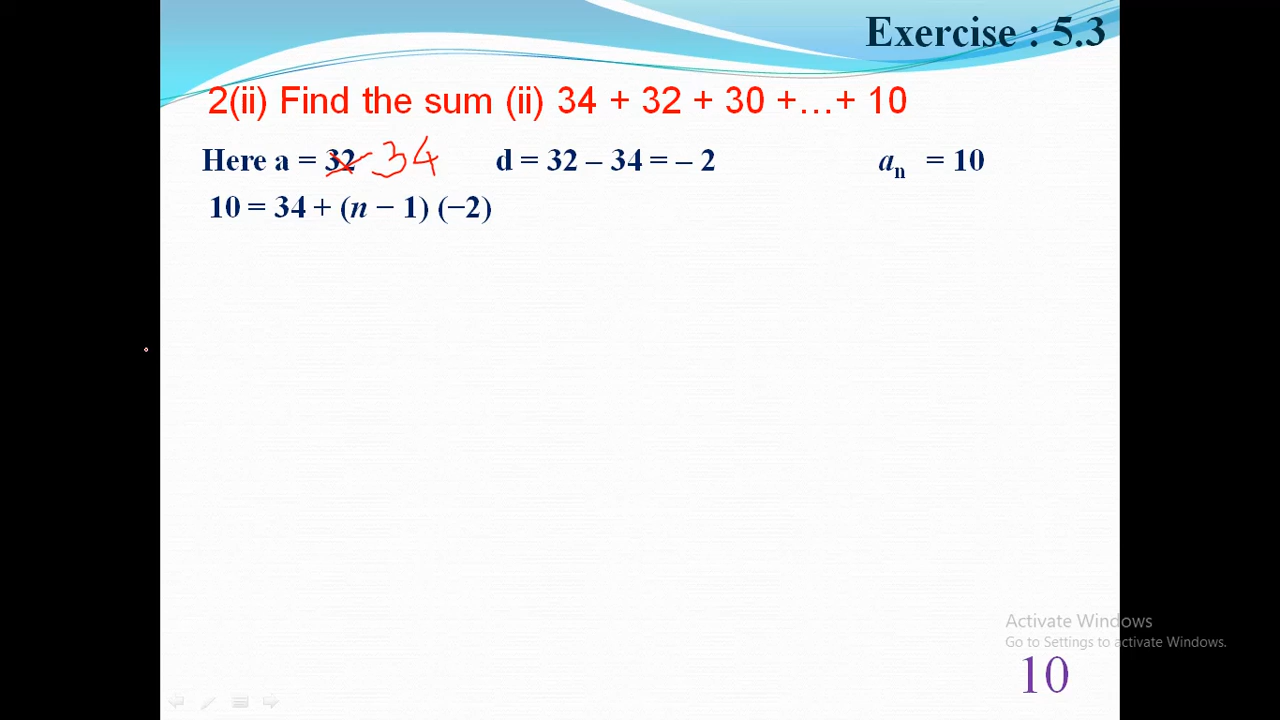 Exercise : 5.3
2(ii) Find the sum (ii) 34 + 32 + 30 +…+ 10
Here a = 32 34 d = 32 – 34 = – 2 aₙ = 10
10 = 34 + (n − 1) (−2)
Activate Windows
Go to Settings to activate Windows.
10